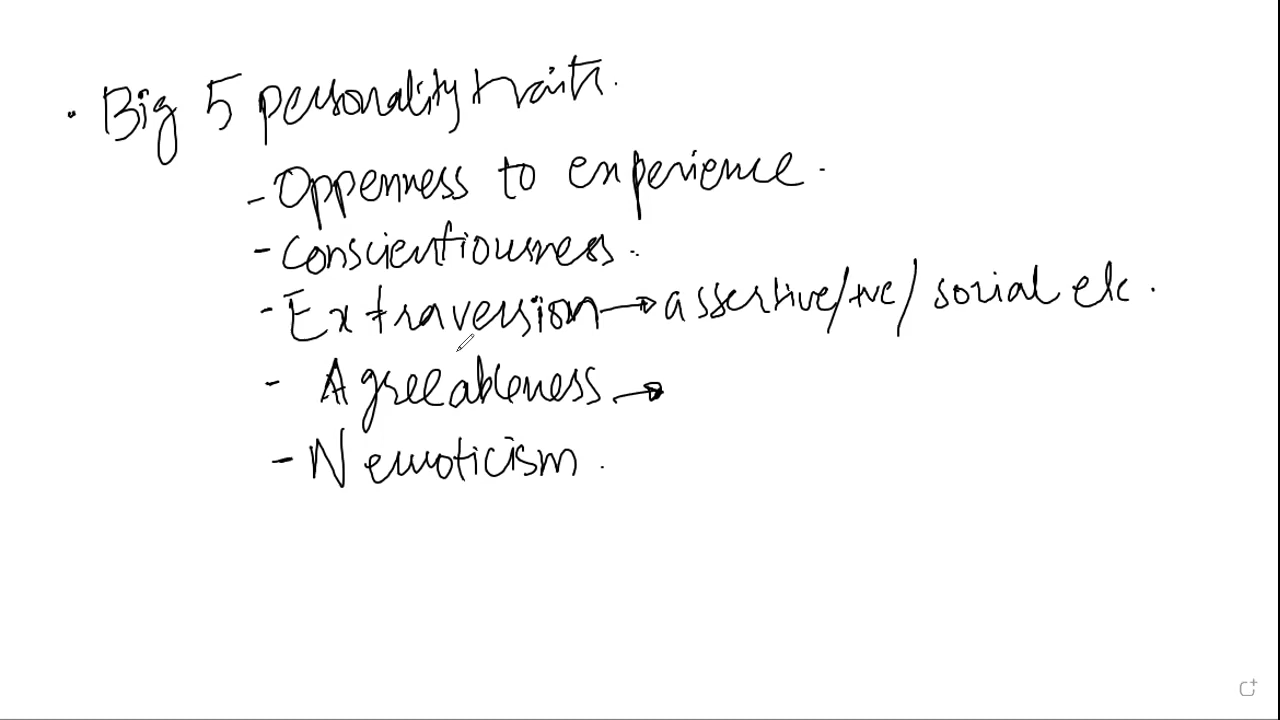 · Big 5 personality traits.
- Oppenness to experience.
- Conscientiousness.
- Extraversion → assertive/+ve/social etc.
- Agreeableness →
- Neuroticism.